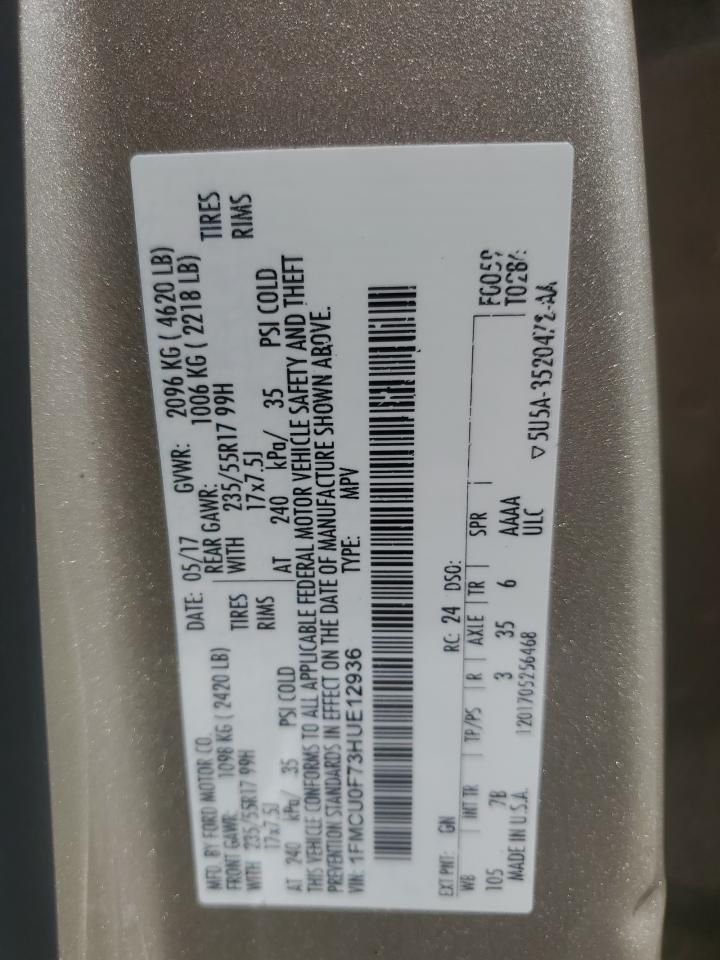 MFD. BY FORD MOTOR CO.
DATE: 05/17 GVWR: 2096 KG ( 4620 LB)
FRONT GAWR: 1098 KG ( 2420 LB) REAR GAWR: 1006 KG ( 2218 LB)
WITH 235/55R17 99H TIRES WITH 235/55R17 99H TIRES
17x7.5J RIMS 17x7.5J RIMS
AT 240 kPa/ 35 PSI COLD AT 240 kPa/ 35 PSI COLD
THIS VEHICLE CONFORMS TO ALL APPLICABLE FEDERAL MOTOR VEHICLE SAFETY AND THEFT
PREVENTION STANDARDS IN EFFECT ON THE DATE OF MANUFACTURE SHOWN ABOVE.
VIN: 1FMCU0F73HUE12936 TYPE: MPV
EXT PNT: GN RC: 24 DSO:
WB INT TR TP/PS R AXLE TR SPR
105 7B 3 35 6 AAAA
MADE IN U.S.A. 1201705256468 ULC
▽5U5A-3520472-AA